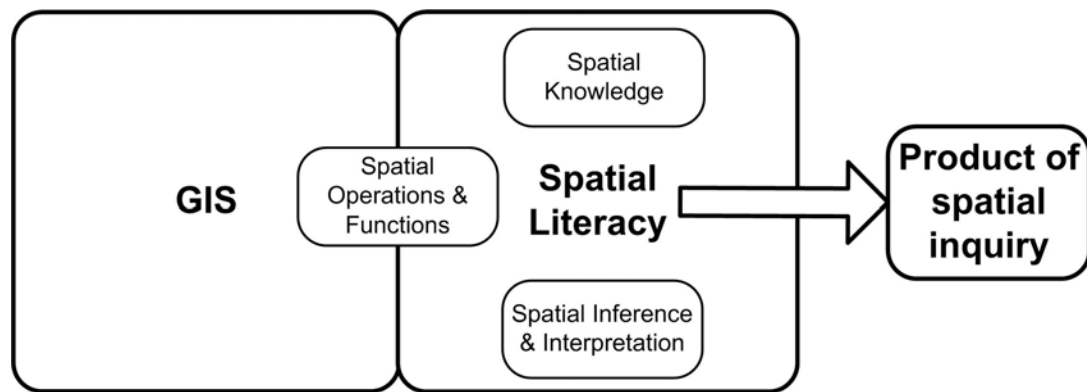 GIS
Spatial
Operations &
Functions
Spatial
Knowledge
Spatial
Literacy
Spatial Inference
& Interpretation
Product of
spatial
inquiry